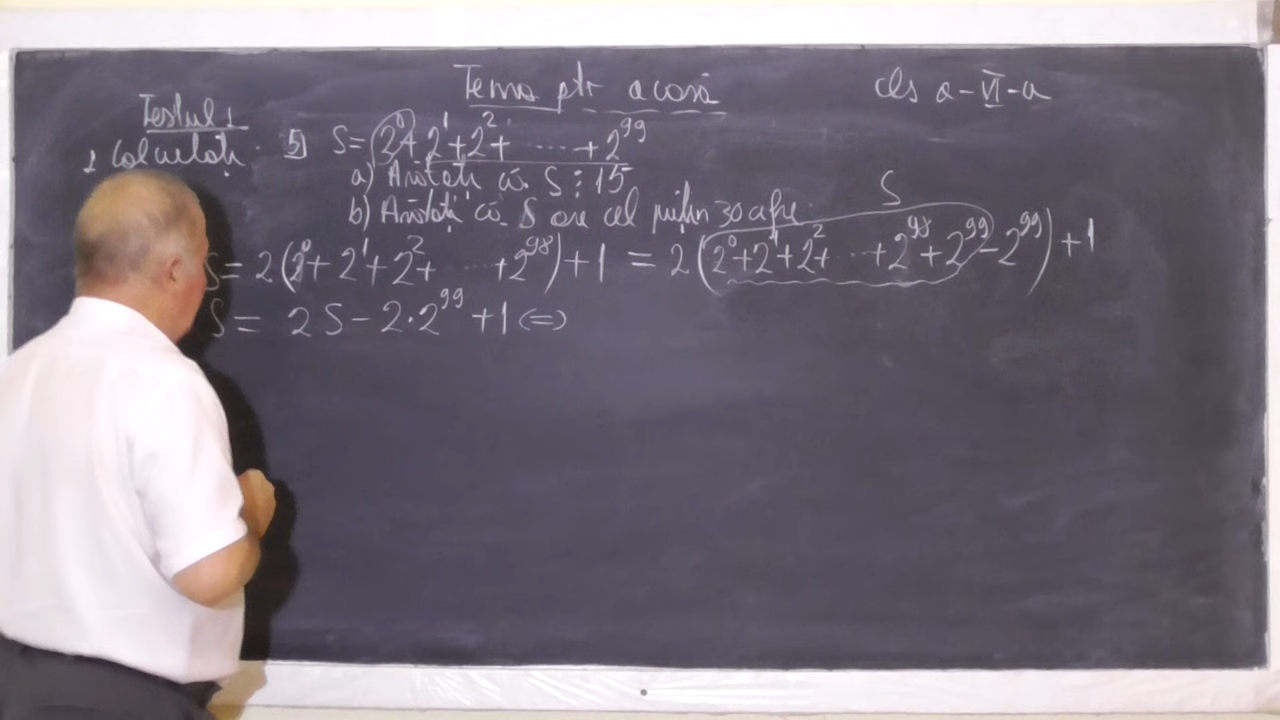 Tema ptr acasă
cls a-VI-a
Testul 1
1 Calculați.
5) S=2⁰+2¹+2²+ ..... +2⁹⁹
a) Arătați că S⋮15
b) Arătați că S are cel puțin 30 cifre.
S
S=2(2⁰+2¹+2²+ ... +2⁹⁸)+1 = 2(2⁰+2¹+2²+ ... +2⁹⁸+2⁹⁹-2⁹⁹)+1
S= 2S-2·2⁹⁹+1 <=>